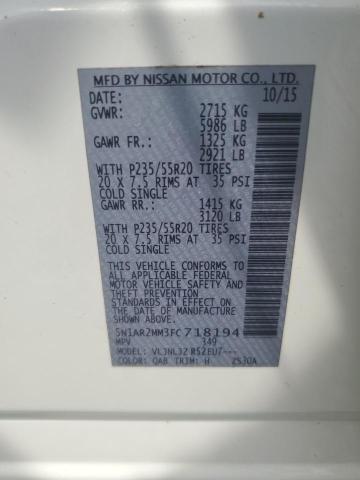 MFD BY NISSAN MOTOR CO., LTD.
DATE: 10/15
GVWR: 2715 KG
5986 LB
GAWR FR.: 1325 KG
2921 LB
WITH P235/55R20 TIRES
20 X 7.5 RIMS AT 35 PSI
COLD SINGLE
GAWR RR.: 1415 KG
3120 LB
WITH P235/55R20 TIRES
20 X 7.5 RIMS AT 35 PSI
COLD SINGLE
THIS VEHICLE CONFORMS TO ALL
APPLICABLE FEDERAL
MOTOR VEHICLE SAFETY, BUMPER,
AND THEFT PREVENTION
STANDARDS IN EFFECT ON THE
DATE OF MANUFACTURE
SHOWN ABOVE.
5N1AR2MM3FC718194
MPV 349
MODEL: VLJNLJZ R52EU7---
COLOR: QAB TRIM: H 2530A